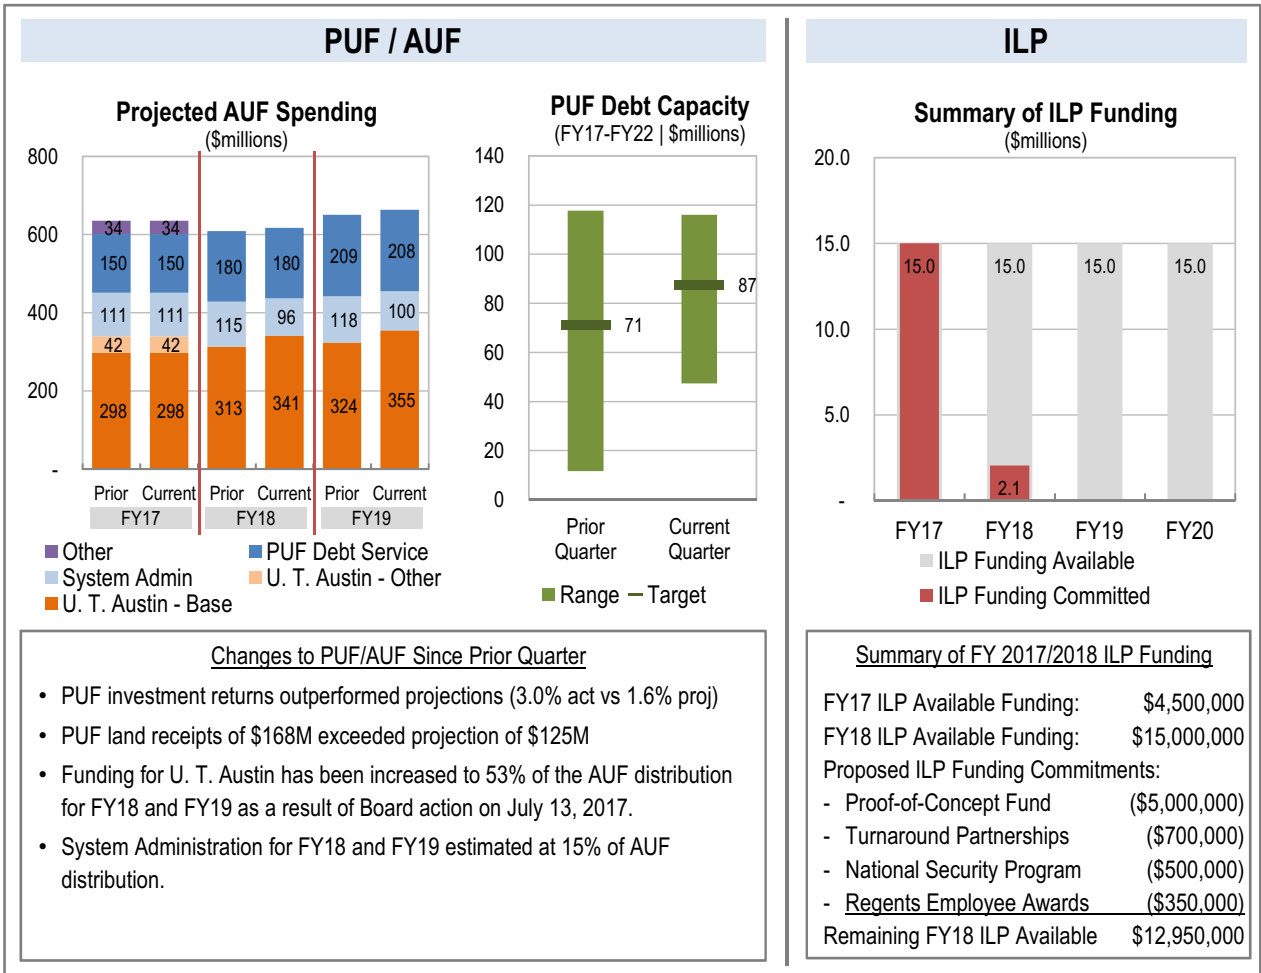 PUF / AUF
Projected AUF Spending
($millions)
800
600
400
200
-
34
34
150
150
180
180
209
208
111
111
115
96
118
100
42
42
298
298
313
341
324
355
Prior Current Prior Current Prior Current
FY17 FY18 FY19
Other PUF Debt Service
System Admin U. T. Austin - Other
U. T. Austin - Base
PUF Debt Capacity
(FY17-FY22 | $millions)
140
120
100
80
60
40
20
0
71
87
Prior Current
Quarter Quarter
Range Target
Changes to PUF/AUF Since Prior Quarter
• PUF investment returns outperformed projections (3.0% act vs 1.6% proj)
• PUF land receipts of $168M exceeded projection of $125M
• Funding for U. T. Austin has been increased to 53% of the AUF distribution
for FY18 and FY19 as a result of Board action on July 13, 2017.
• System Administration for FY18 and FY19 estimated at 15% of AUF
distribution.
ILP
Summary of ILP Funding
($millions)
20.0
15.0
10.0
5.0
-
15.0 15.0 15.0 15.0
2.1
FY17 FY18 FY19 FY20
ILP Funding Available
ILP Funding Committed
Summary of FY 2017/2018 ILP Funding
FY17 ILP Available Funding: $4,500,000
FY18 ILP Available Funding: $15,000,000
Proposed ILP Funding Commitments:
- Proof-of-Concept Fund ($5,000,000)
- Turnaround Partnerships ($700,000)
- National Security Program ($500,000)
- Regents Employee Awards ($350,000)
Remaining FY18 ILP Available $12,950,000